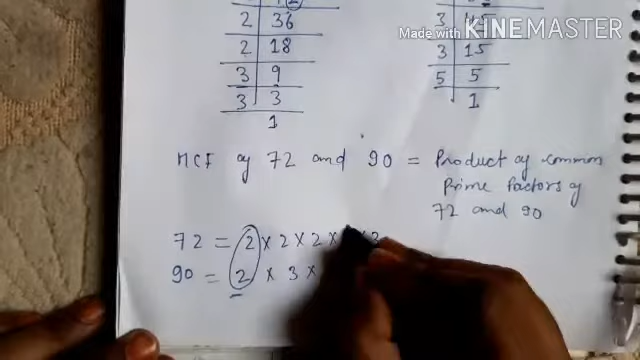 2 36
2 18
3 9
3 3
1
3 45
3 15
5 5
1
Made with KINEMASTER
HCF of 72 and 90 = Product of common
Prime Factors of
72 and 90
72 = 2 × 2 × 2 × × 3
90 = 2 × 3 ×